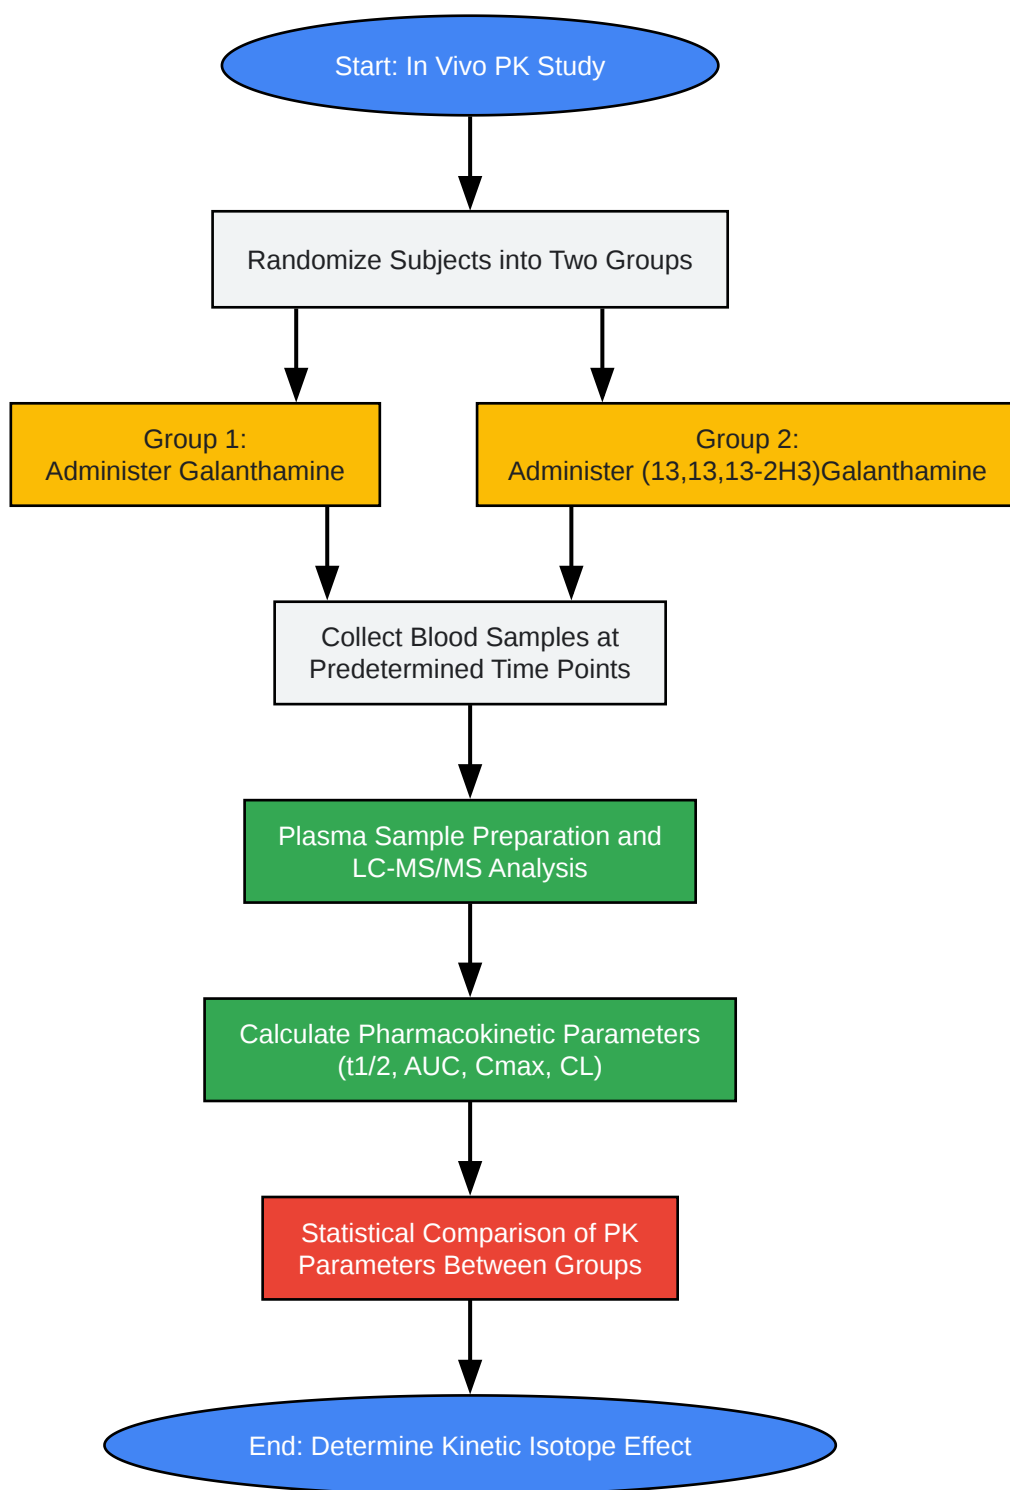 Start: In Vivo PK Study
Randomize Subjects into Two Groups
Group 1:
Administer Galanthamine
Group 2:
Administer (13,13,13-2H3)Galanthamine
Collect Blood Samples at
Predetermined Time Points
Plasma Sample Preparation and
LC-MS/MS Analysis
Calculate Pharmacokinetic Parameters
(t1/2, AUC, Cmax, CL)
Statistical Comparison of PK
Parameters Between Groups
End: Determine Kinetic Isotope Effect